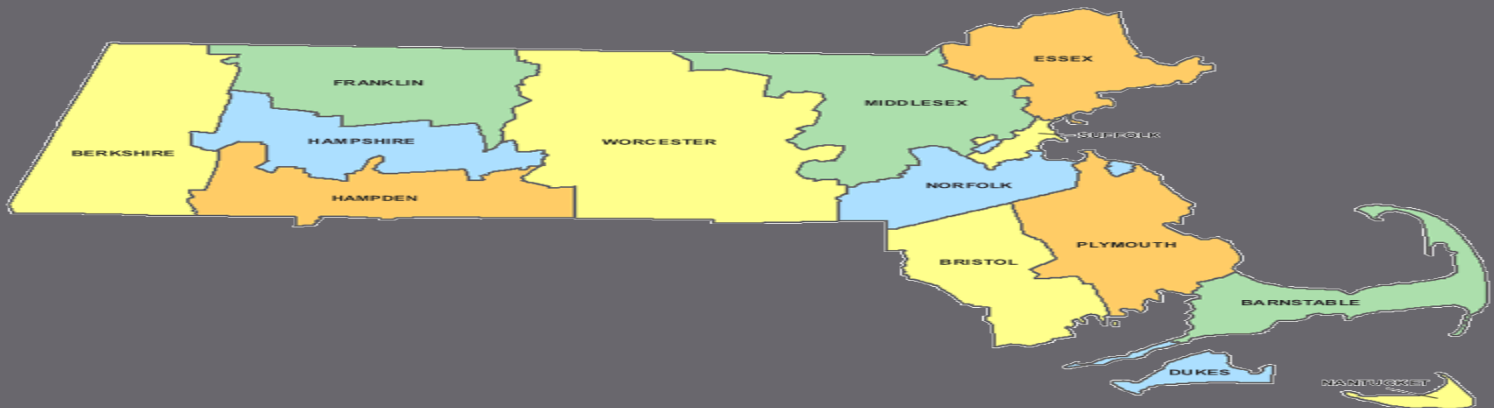 ESSEX
FRANKLIN
MIDDLESEX
SUFFOLK
HAMPSHIRE
WORCESTER
BERKSHIRE
NORFOLK
HAMPDEN
PLYMOUTH
BRISTOL
BARNSTABLE
DUKES
NANTUCKET